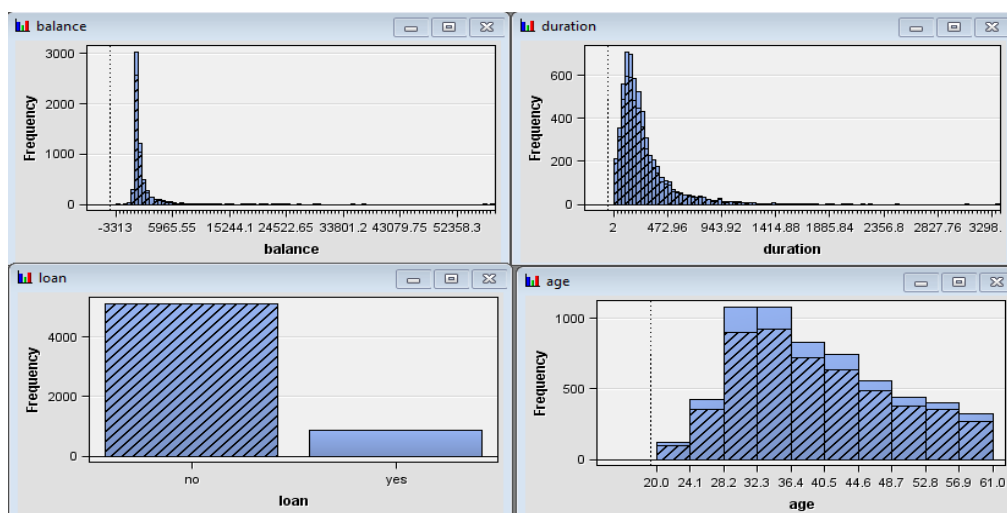 balance
Frequency
3000
2000
1000
0
-3313 5965.55 15244.1 24522.65 33801.2 43079.75 52358.3
balance
duration
Frequency
600
400
200
0
2 472.96 943.92 1414.88 1885.84 2356.8 2827.76 3298.
duration
loan
Frequency
4000
2000
0
no yes
loan
age
Frequency
1000
500
0
20.0 24.1 28.2 32.3 36.4 40.5 44.6 48.7 52.8 56.9 61.0
age